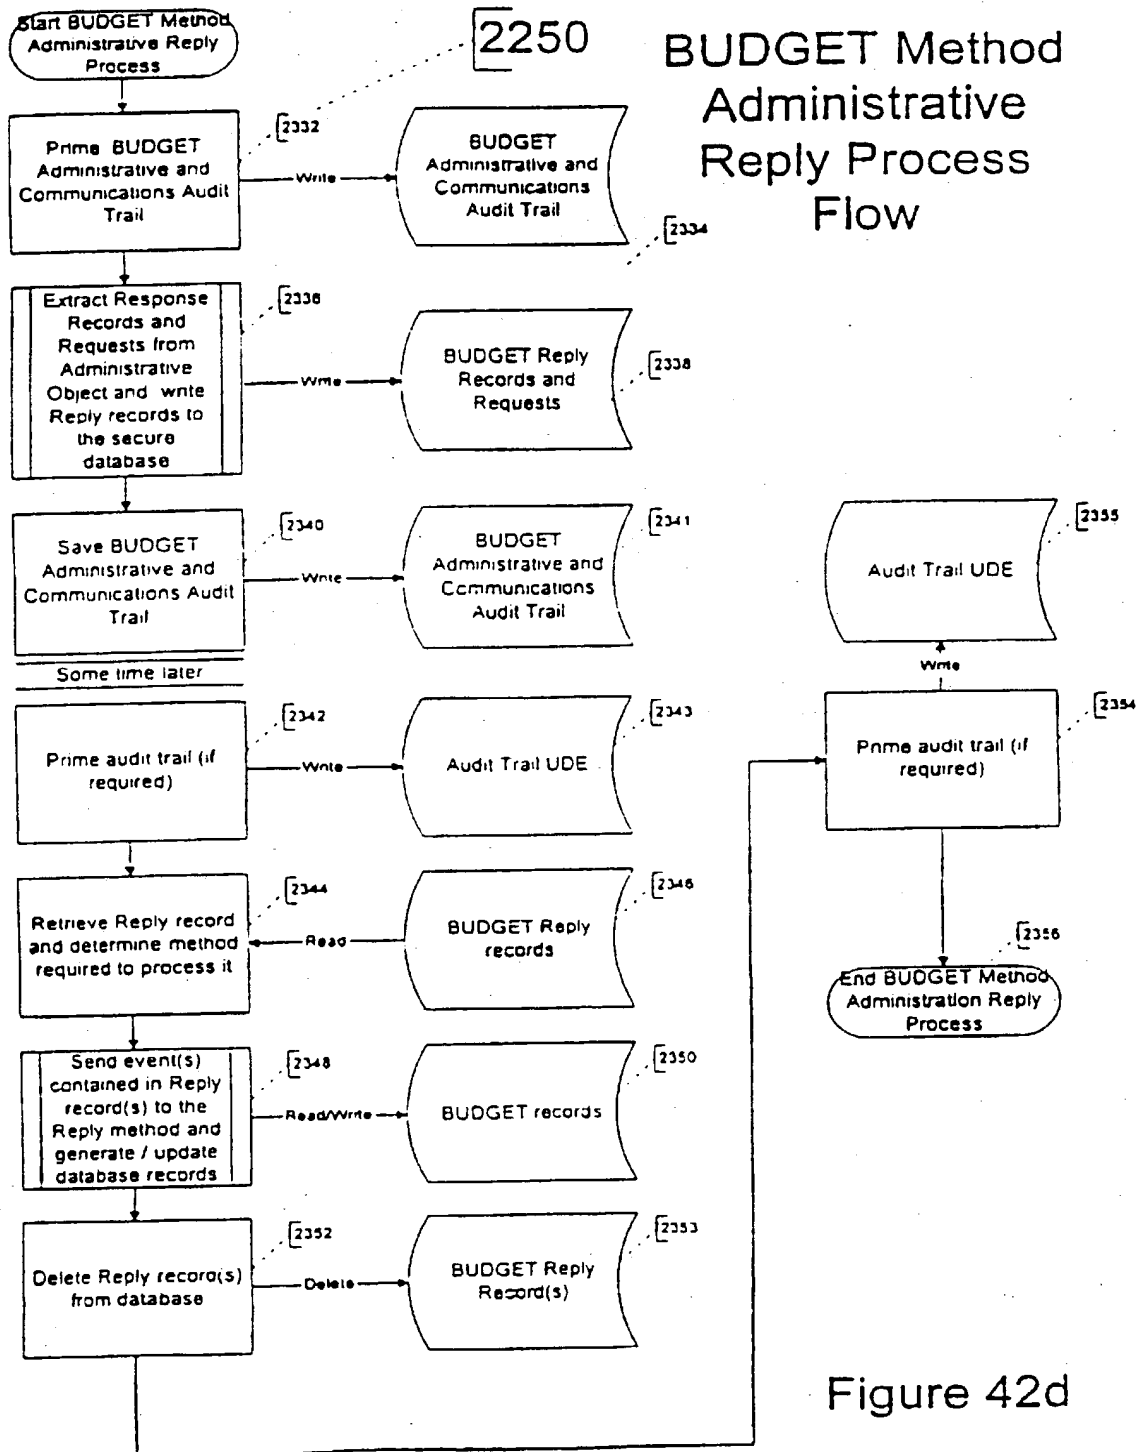 Start BUDGET Method
Administrative Reply
Process
2250
BUDGET Method
Administrative
Reply Process
Flow
2332
Prime BUDGET
Administrative and
Communications Audit
Trail
Write
BUDGET
Administrative and
Communications
Audit Trail
2334
2336
Extract Response
Records and
Requests from
Administrative
Object and write
Reply records to
the secure
database
Write
BUDGET Reply
Records and
Requests
2338
2340
Save BUDGET
Administrative and
Communications Audit
Trail
Write
BUDGET
Administrative and
Communications
Audit Trail
2341
Some time later
2342
Prime audit trail (if
required)
Write
Audit Trail UDE
2343
2344
Retrieve Reply record
and determine method
required to process it
Read
BUDGET Reply
records
2346
2348
Send event(s)
contained in Reply
record(s) to the
Reply method and
generate / update
database records
Read/Write
BUDGET records
2350
2352
Delete Reply record(s)
from database
Delete
BUDGET Reply
Record(s)
2353
2355
Audit Trail UDE
Write
2354
Prime audit trail (if
required)
2356
End BUDGET Method
Administration Reply
Process
Figure 42d